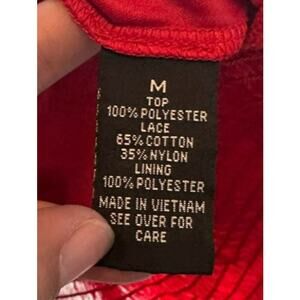 M
TOP
100% POLYESTER
LACE
65% COTTON
35% NYLON
LINING
100% POLYESTER
MADE IN VIETNAM
SEE OVER FOR
CARE